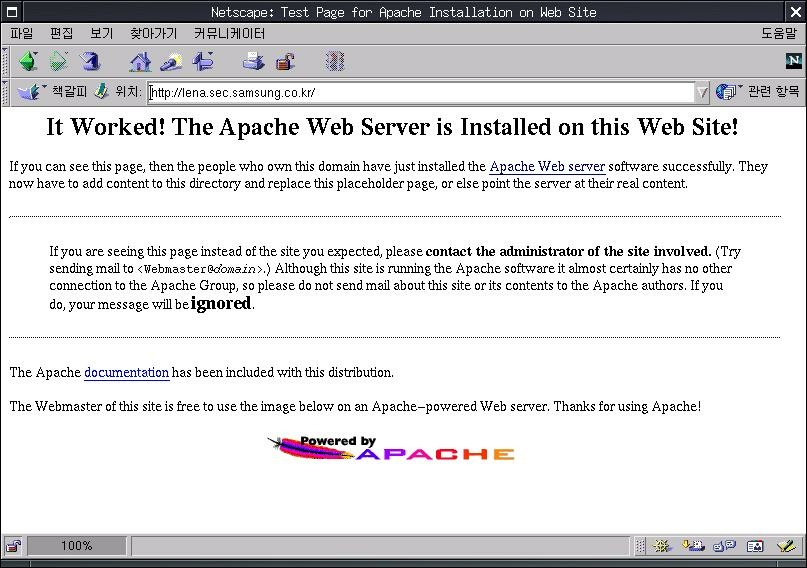 Netscape: Test Page for Apache Installation on Web Site
파일 편집 보기 찾아가기 커뮤니케이터 도움말
N
책갈피 위치: http://lena.sec.samsung.co.kr/ 관련 항목
It Worked! The Apache Web Server is Installed on this Web Site!
If you can see this page, then the people who own this domain have just installed the Apache Web server software successfully. They
now have to add content to this directory and replace this placeholder page, or else point the server at their real content.
If you are seeing this page instead of the site you expected, please contact the administrator of the site involved. (Try
sending mail to <Webmaster@domain>.) Although this site is running the Apache software it almost certainly has no other
connection to the Apache Group, so please do not send mail about this site or its contents to the Apache authors. If you
do, your message will be ignored.
The Apache documentation has been included with this distribution.
The Webmaster of this site is free to use the image below on an Apache-powered Web server. Thanks for using Apache!
Powered by
APACHE
100%